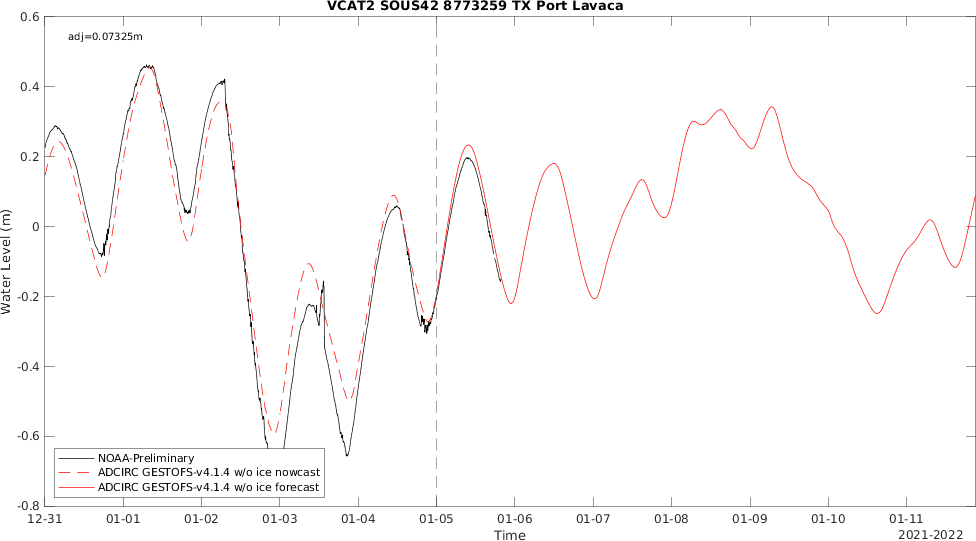 VCAT2 SOUS42 8773259 TX Port Lavaca
adj=0.07325m
0.6
0.4
0.2
0
-0.2
-0.4
-0.6
-0.8
Water Level (m)
NOAA-Preliminary
ADCIRC GESTOFS-v4.1.4 w/o ice nowcast
ADCIRC GESTOFS-v4.1.4 w/o ice forecast
12-31 01-01 01-02 01-03 01-04 01-05 01-06 01-07 01-08 01-09 01-10 01-11
Time
2021-2022